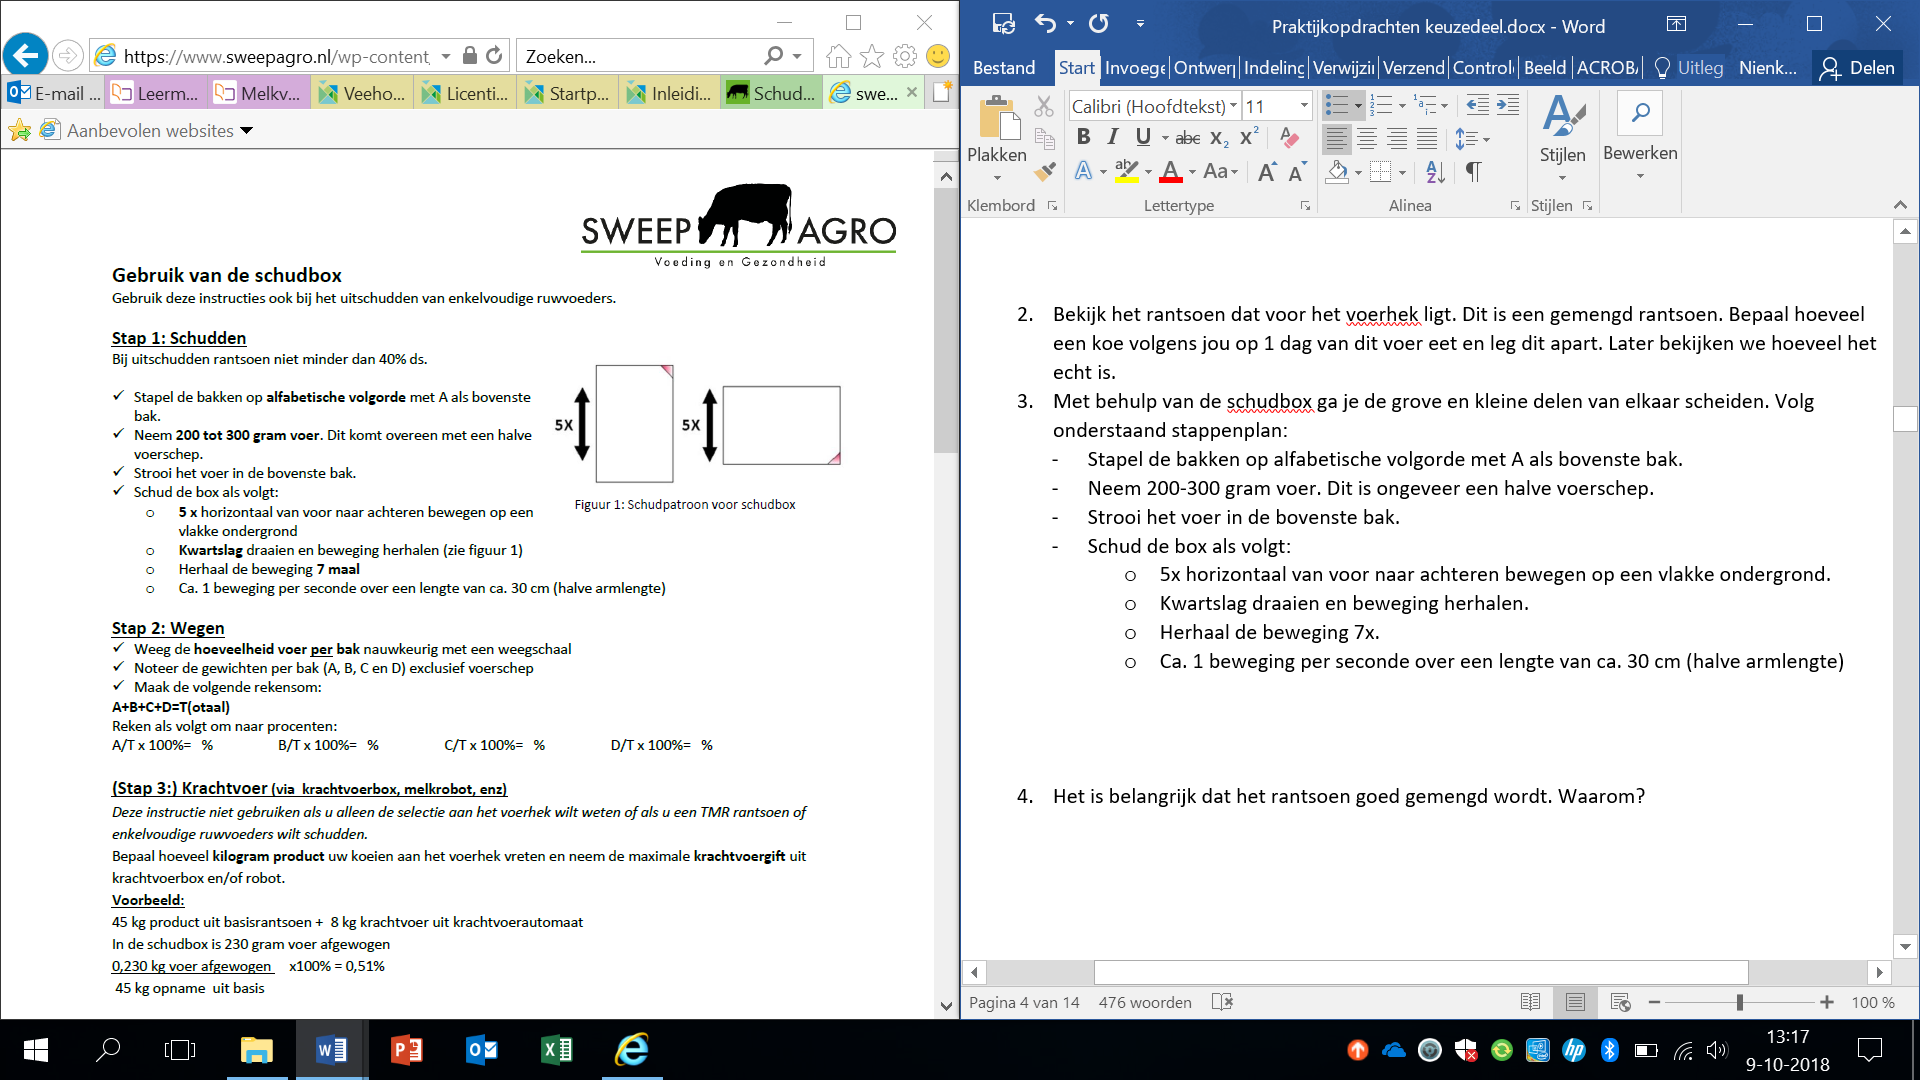 https://www.sweepagro.nl/wp-content,
Zoeken...
E-mail ...
Leerm...
Melkv...
Veeho...
Licenti...
Startp...
Inleidi...
Schud...
swe...
Aanbevolen websites
SWEEP AGRO
Voeding en Gezondheid
Gebruik van de schudbox
Gebruik deze instructies ook bij het uitschudden van enkelvoudige ruwvoeders.
Stap 1: Schudden
Bij uitschudden rantsoen niet minder dan 40% ds.
✓ Stapel de bakken op alfabetische volgorde met A als bovenste
bak.
✓ Neem 200 tot 300 gram voer. Dit komt overeen met een halve
voerschep.
✓ Strooi het voer in de bovenste bak.
✓ Schud de box als volgt:
o 5 x horizontaal van voor naar achteren bewegen op een
vlakke ondergrond
o Kwartslag draaien en beweging herhalen (zie figuur 1)
o Herhaal de beweging 7 maal
o Ca. 1 beweging per seconde over een lengte van ca. 30 cm (halve armlengte)
5X
5X
Figuur 1: Schudpatroon voor schudbox
Stap 2: Wegen
✓ Weeg de hoeveelheid voer per bak nauwkeurig met een weegschaal
✓ Noteer de gewichten per bak (A, B, C en D) exclusief voerschep
✓ Maak de volgende rekensom:
A+B+C+D=T(otaal)
Reken als volgt om naar procenten:
A/T x 100%= % B/T x 100%= % C/T x 100%= % D/T x 100%= %
(Stap 3:) Krachtvoer (via krachtvoerbox, melkrobot, enz)
Deze instructie niet gebruiken als u alleen de selectie aan het voerhek wilt weten of als u een TMR rantsoen of
enkelvoudige ruwvoeders wilt schudden.
Bepaal hoeveel kilogram product uw koeien aan het voerhek vreten en neem de maximale krachtvoergift uit
krachtvoerbox en/of robot.
Voorbeeld:
45 kg product uit basisrantsoen + 8 kg krachtvoer uit krachtvoerautomaat
In de schudbox is 230 gram voer afgewogen
0,230 kg voer afgewogen x100% = 0,51%
45 kg opname uit basis
Praktijkopdrachten keuzedeel.docx - Word
Bestand Start Invoege Ontwerp Indeling Verwijzin Verzend Control Beeld ACROBA Uitleg Nienk... Delen
Calibri (Hoofdtekst) 11
B I U abc X₂ X²
A ab A Aa A A
Plakken
Stijlen
Bewerken
Klembord Lettertype Alinea Stijlen
2. Bekijk het rantsoen dat voor het voerhek ligt. Dit is een gemengd rantsoen. Bepaal hoeveel
een koe volgens jou op 1 dag van dit voer eet en leg dit apart. Later bekijken we hoeveel het
echt is.
3. Met behulp van de schudbox ga je de grove en kleine delen van elkaar scheiden. Volg
onderstaand stappenplan:
- Stapel de bakken op alfabetische volgorde met A als bovenste bak.
- Neem 200-300 gram voer. Dit is ongeveer een halve voerschep.
- Strooi het voer in de bovenste bak.
- Schud de box als volgt:
o 5x horizontaal van voor naar achteren bewegen op een vlakke ondergrond.
o Kwartslag draaien en beweging herhalen.
o Herhaal de beweging 7x.
o Ca. 1 beweging per seconde over een lengte van ca. 30 cm (halve armlengte)
4. Het is belangrijk dat het rantsoen goed gemengd wordt. Waarom?
Pagina 4 van 14 476 woorden
100 %
13:17
9-10-2018